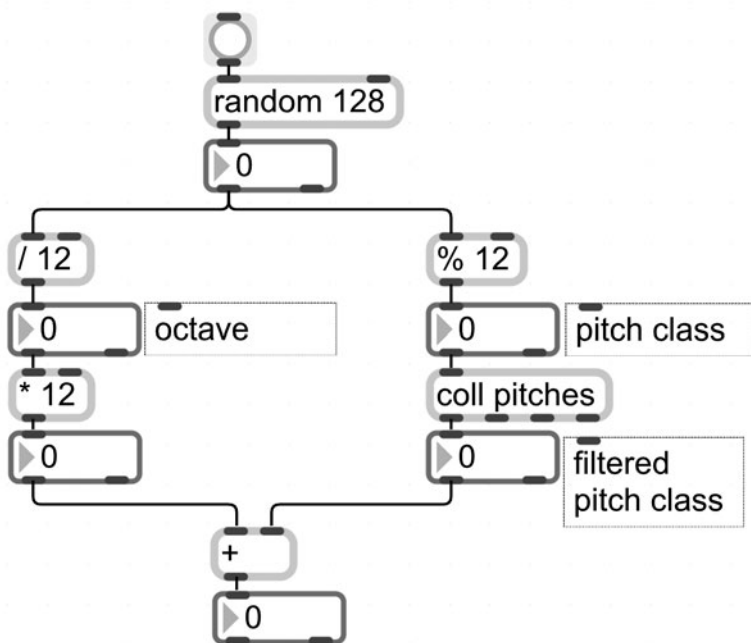 random 128
0
/ 12
% 12
0
octave
0
pitch class
* 12
coll pitches
0
0
filtered
pitch class
+
0